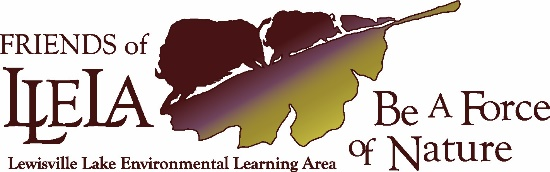 FRIENDS of
LLELA
Lewisville Lake Environmental Learning Area
Be A Force
of Nature